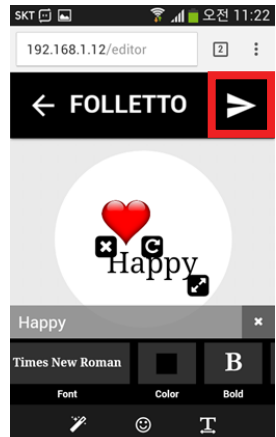 SKT 오전 11:22
192.168.1.12/editor 2
FOLLETTO
Happy
Happy
Times New Roman B
Font Color Bold
T